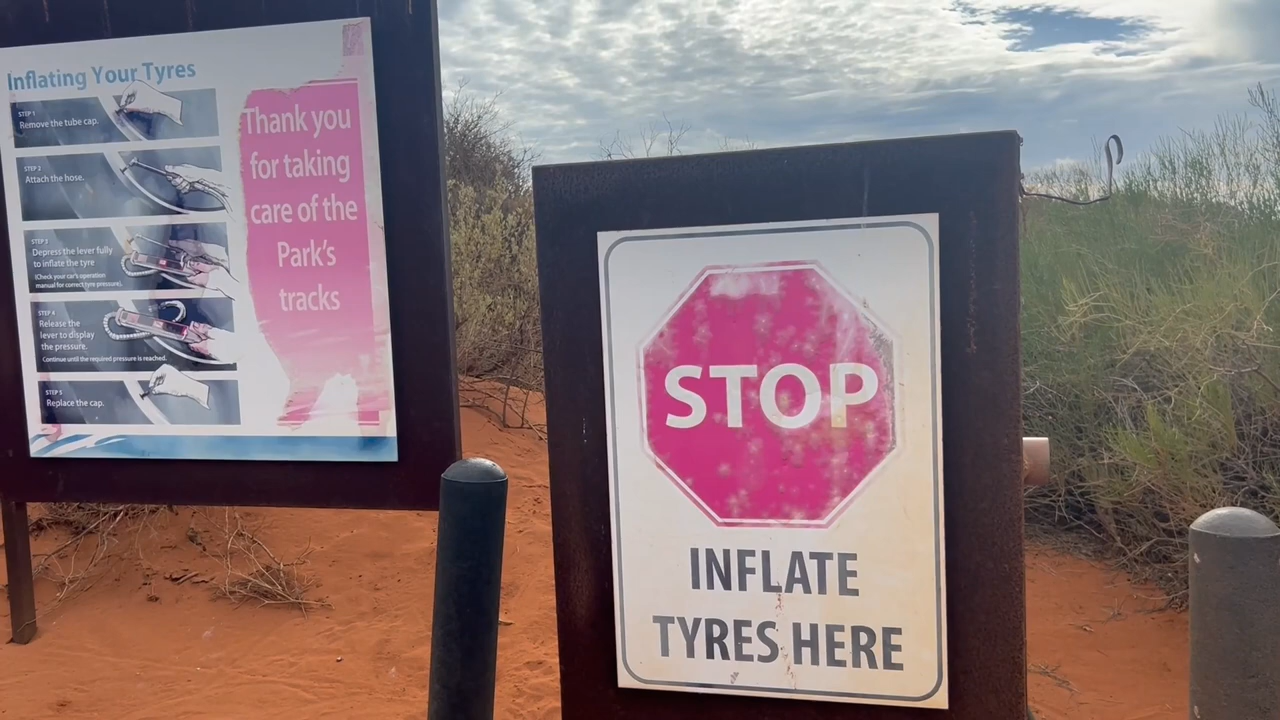 Inflating Your Tyres
STEP 1
Remove the tube cap.
STEP 2
Attach the hose.
STEP 3
Depress the lever fully
to inflate the tyre
(Check your car's operation
manual for correct tyre pressure).
STEP 4
Release the
lever to display
the pressure.
Continue until the required pressure is reached.
STEP 5
Replace the cap.
Thank you
for taking
care of the
Park's
tracks
STOP
INFLATE
TYRES HERE